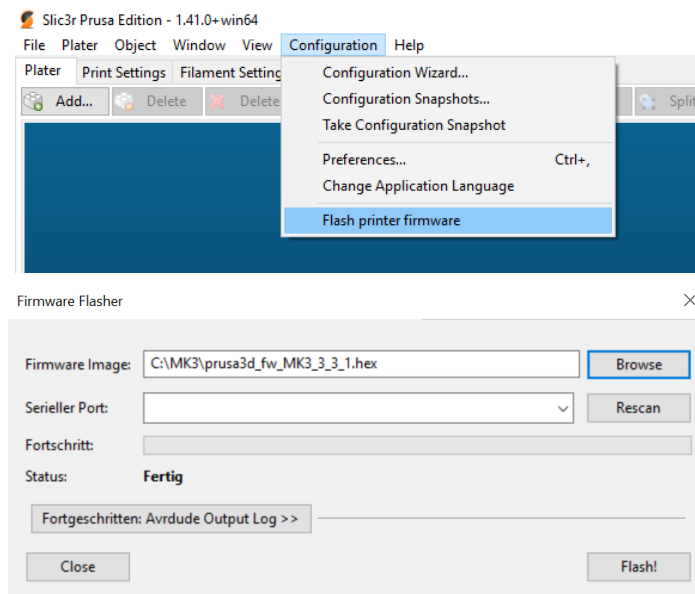 Slic3r Prusa Edition - 1.41.0+win64
File Plater Object Window View Configuration Help
Plater Print Settings Filament Setting
Configuration Wizard...
Add... Delete Delete
Configuration Snapshots...
Split
Take Configuration Snapshot
Preferences... Ctrl+,
Change Application Language
Flash printer firmware
Firmware Flasher
Firmware Image: C:\MK3\prusa3d_fw_MK3_3_3_1.hex Browse
Serieller Port: Rescan
Fortschritt:
Status: Fertig
Fortgeschritten: Avrdude Output Log >>
Close Flash!